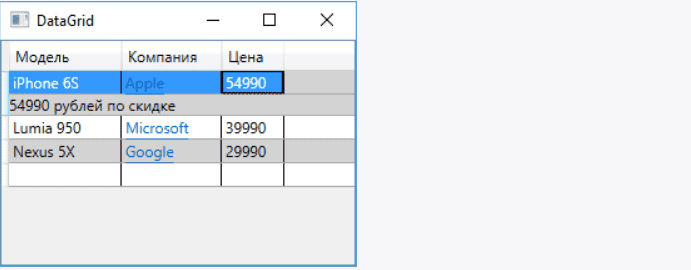 DataGrid
Модель Компания Цена
iPhone 6S Apple 54990
54990 рублей по скидке
Lumia 950 Microsoft 39990
Nexus 5X Google 29990